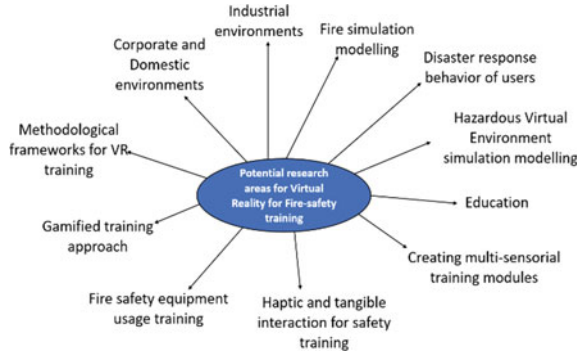 Industrial
environments
Fire simulation
modelling
Corporate and
Domestic
environments
Disaster response
behavior of users
Methodological
frameworks for VR
training
Hazardous Virtual
Environment
simulation modelling
Potential research
areas for Virtual
Reality for Fire-safety
training
Education
Gamified training
approach
Creating multi-sensorial
training modules
Fire safety equipment
usage training
Haptic and tangible
interaction for safety
training